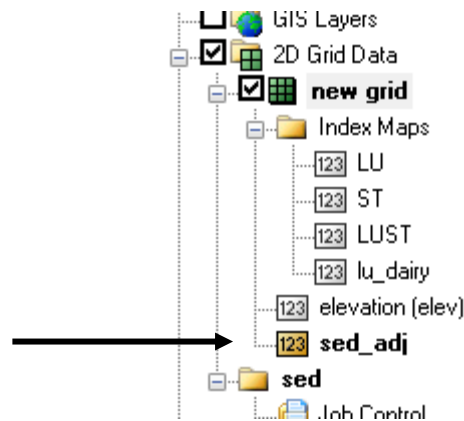 GIS Layers
2D Grid Data
new grid
Index Maps
123 LU
123 ST
123 LUST
123 lu_dairy
123 elevation (elev)
123 sed_adj
sed
Job Control